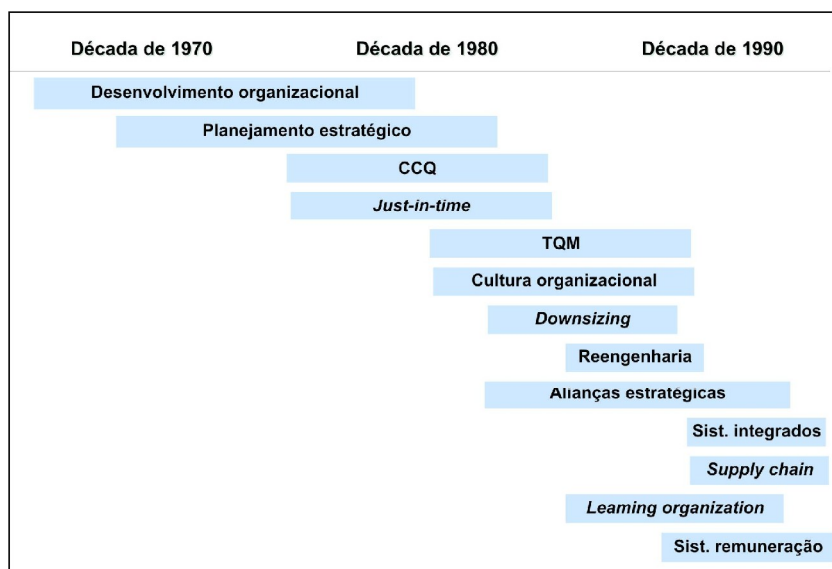 Década de 1970 Década de 1980 Década de 1990
Desenvolvimento organizacional
Planejamento estratégico
CCQ
Just-in-time
TQM
Cultura organizacional
Downsizing
Reengenharia
Alianças estratégicas
Sist. integrados
Supply chain
Leaming organization
Sist. remuneração